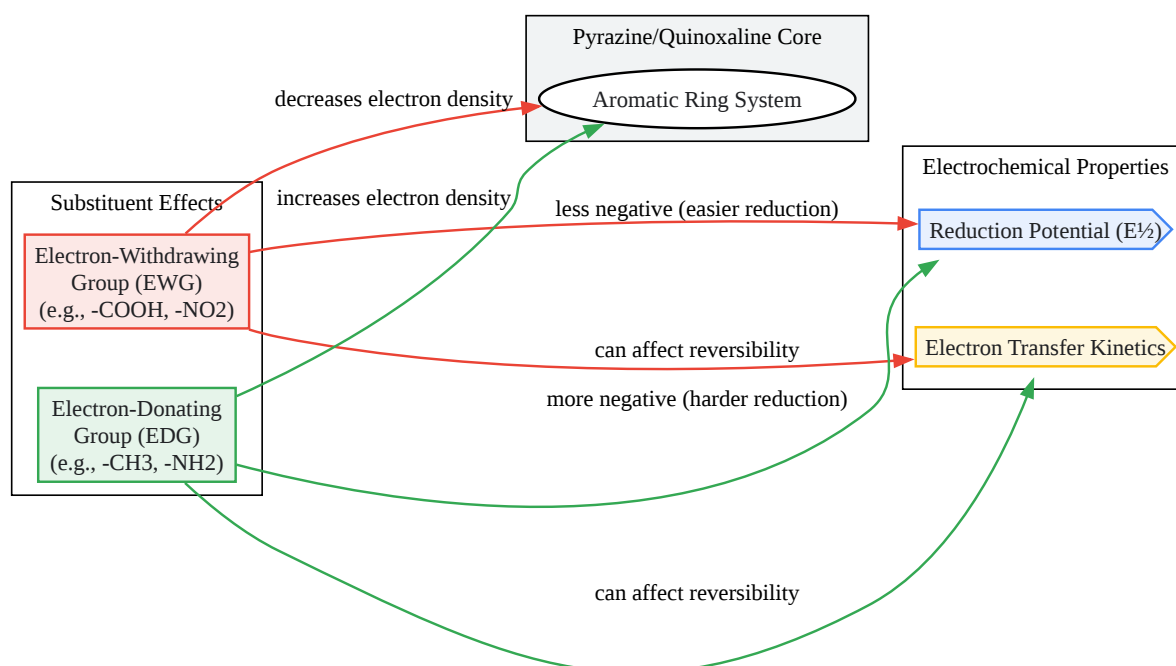 Pyrazine/Quinoxaline Core
Aromatic Ring System
decreases electron density
increases electron density
Substituent Effects
Electron-Withdrawing
Group (EWG)
(e.g., -COOH, -NO2)
Electron-Donating
Group (EDG)
(e.g., -CH3, -NH2)
less negative (easier reduction)
can affect reversibility
more negative (harder reduction)
can affect reversibility
Electrochemical Properties
Reduction Potential (E½)
Electron Transfer Kinetics